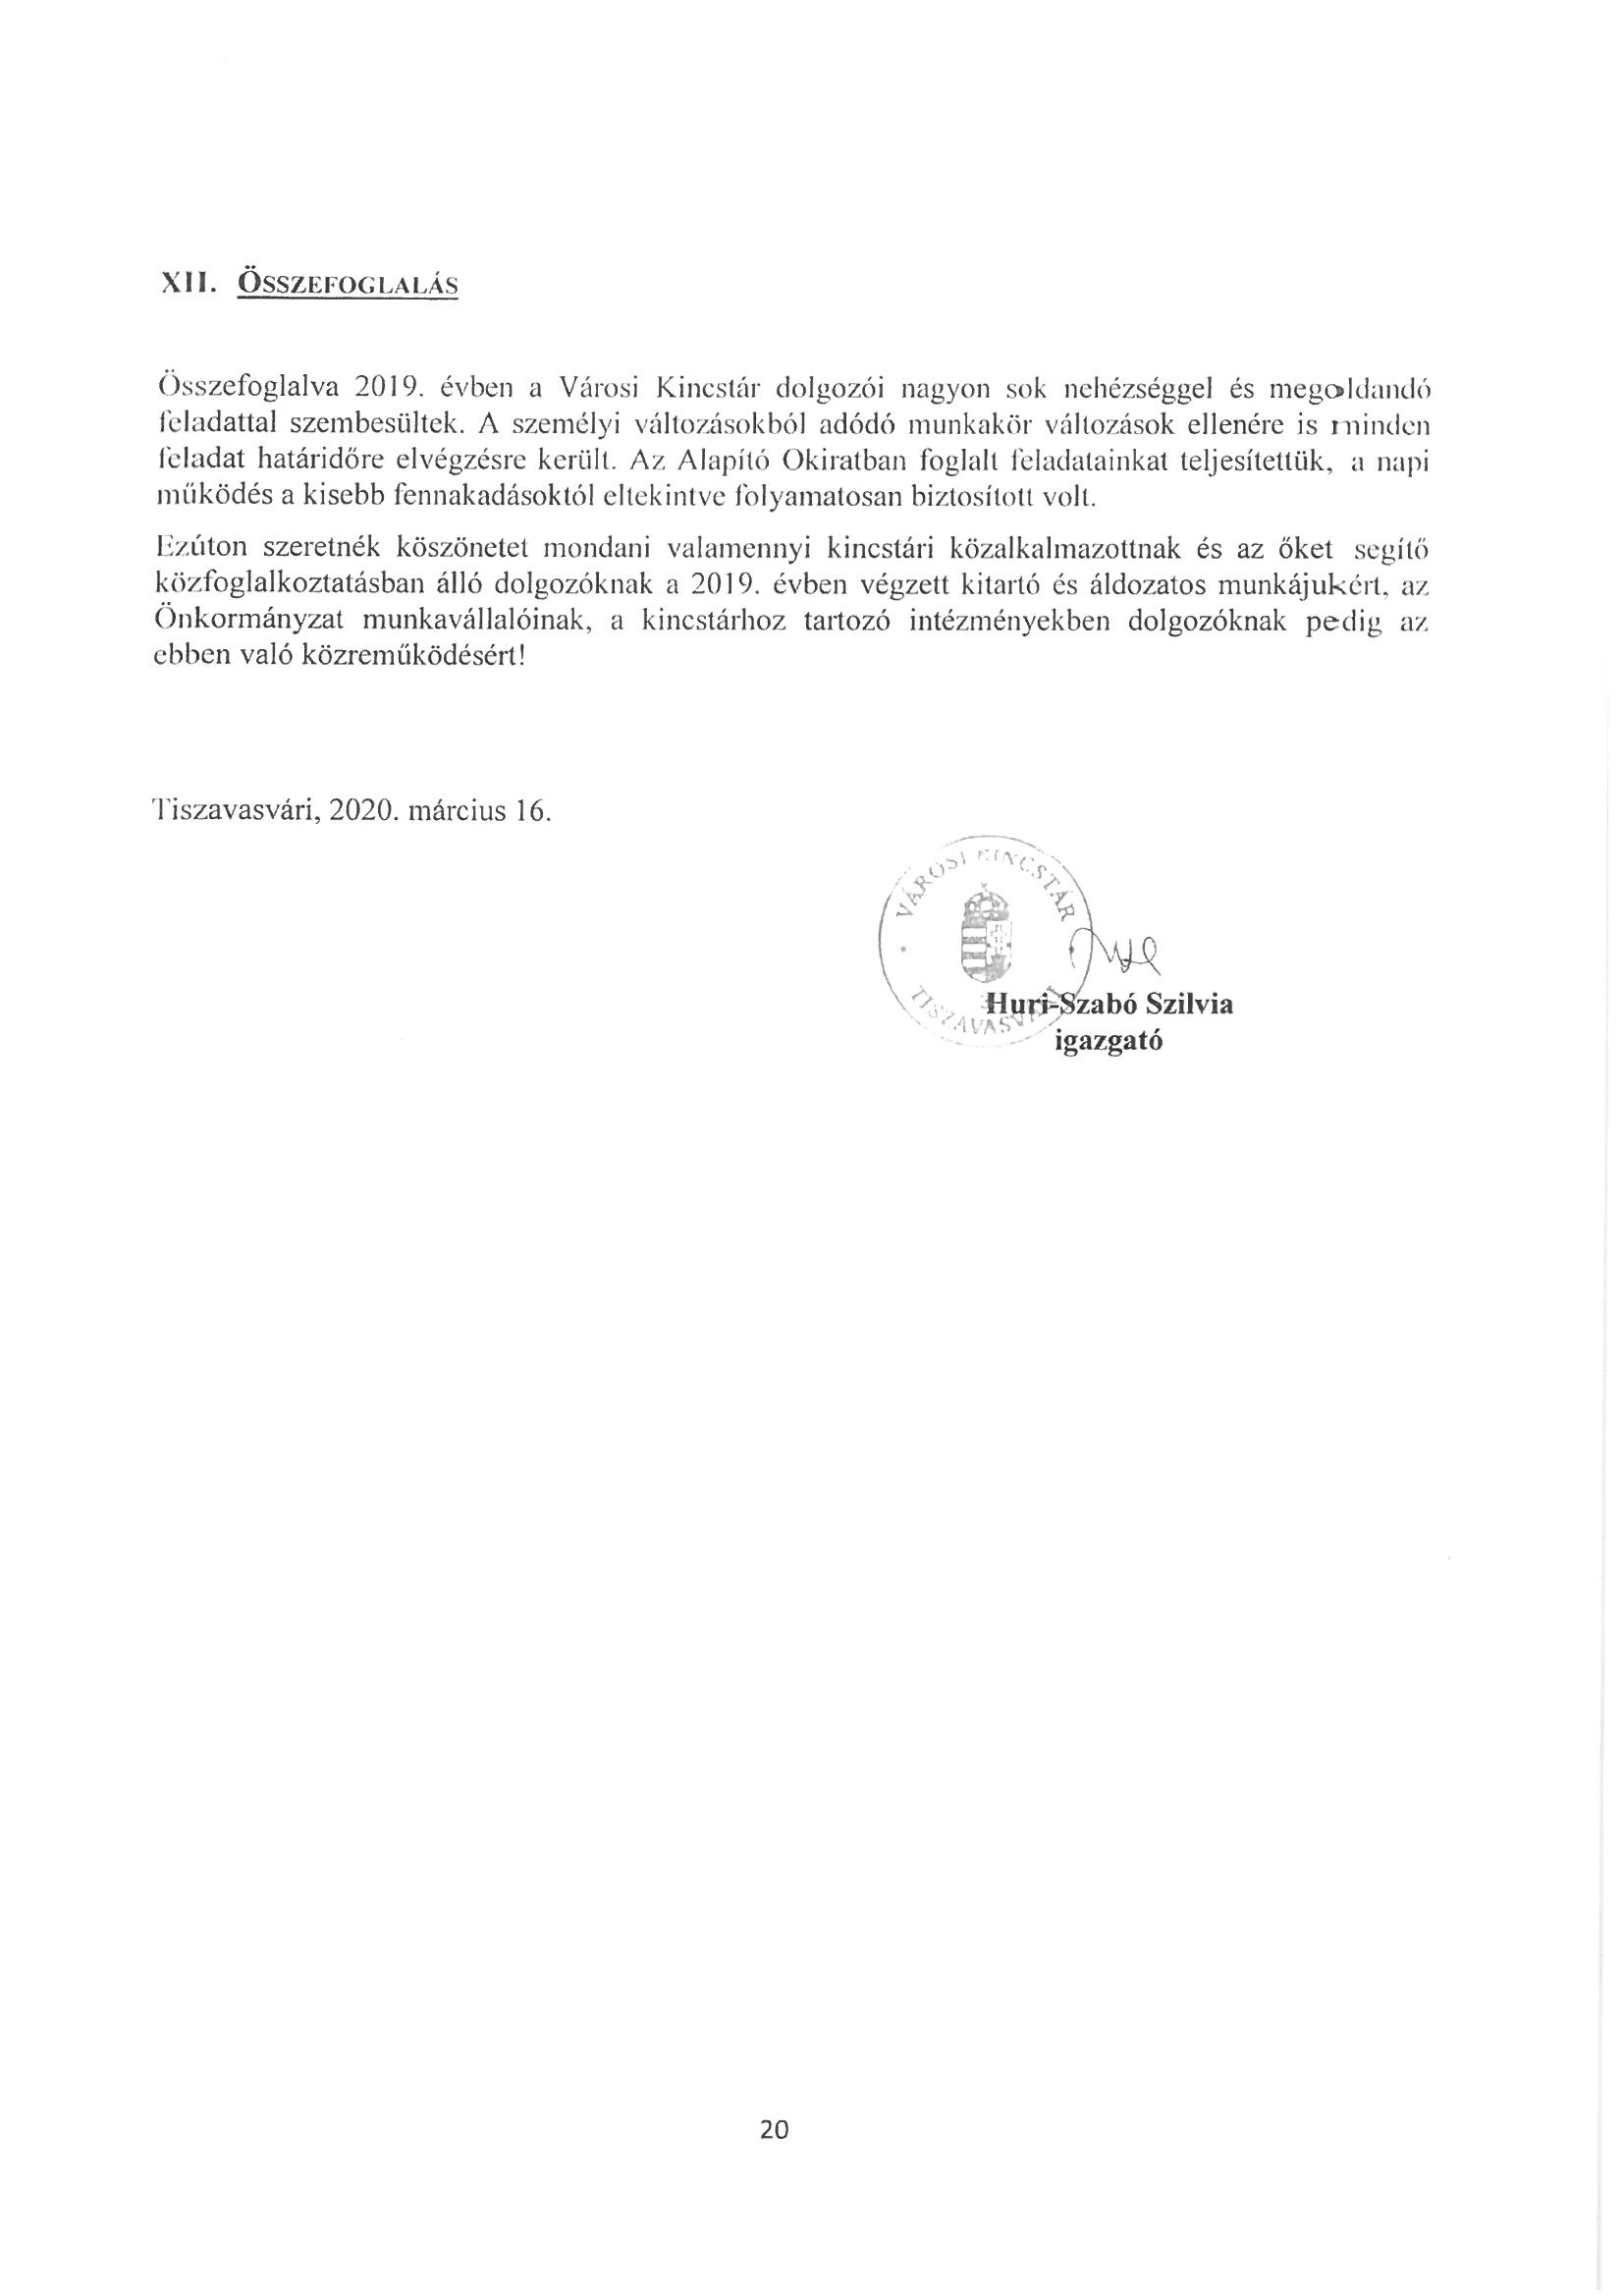 XII. ÖSSZEFOGLALÁS
Összefoglalva 2019. évben a Városi Kincstár dolgozói nagyon sok nehézséggel és megoldandó
feladattal szembesültek. A személyi változásokból adódó munkakör változások ellenére is minden
feladat határidőre elvégzésre került. Az Alapító Okiratban foglalt feladatainkat teljesítettük, a napi
működés a kisebb fennakadásoktól eltekintve folyamatosan biztosított volt.
Ezúton szeretnék köszönetet mondani valamennyi kincstári közalkalmazottnak és az őket segítő
közfoglalkoztatásban álló dolgozóknak a 2019. évben végzett kitartó és áldozatos munkájukért, az
Önkormányzat munkavállalóinak, a kincstárhoz tartozó intézményekben dolgozóknak pedig az
ebben való közreműködésért!
Tiszavasvári, 2020. március 16.
VÁROSI KINCSTÁR
TISZAVASVÁRI
Huri-Szabó Szilvia
igazgató
20